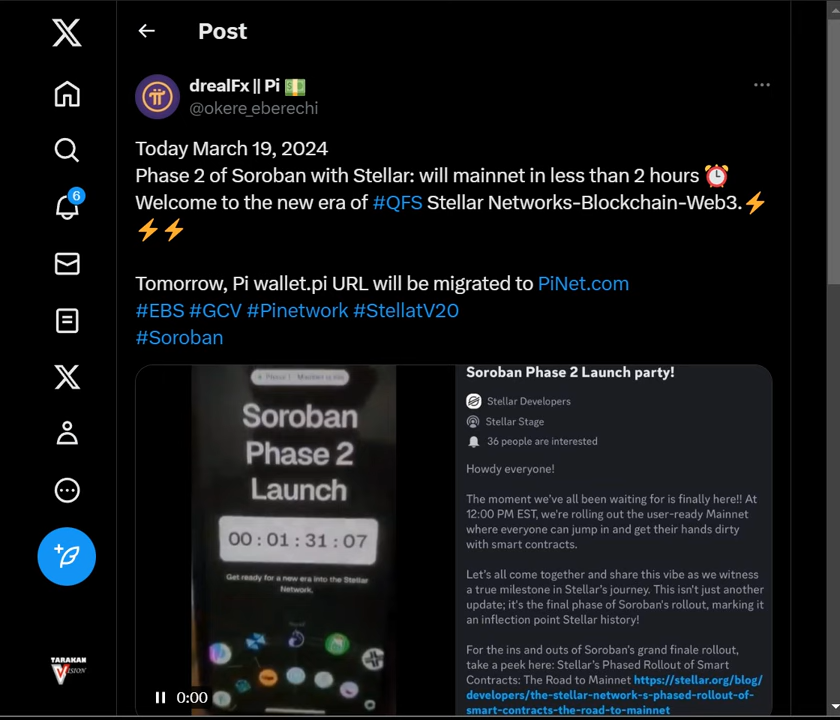 Post
drealFx || Pi 💵
@okere_eberechi
Today March 19, 2024
Phase 2 of Soroban with Stellar: will mainnet in less than 2 hours ⏰
Welcome to the new era of #QFS Stellar Networks-Blockchain-Web3.⚡
⚡⚡
Tomorrow, Pi wallet.pi URL will be migrated to PiNet.com
#EBS #GCV #Pinetwork #StellatV20
#Soroban
6
Soroban
Phase 2
Launch
00:01:31:07
Get ready for a new era into the Stellar
Network.
0:00
Soroban Phase 2 Launch party!
Stellar Developers
Stellar Stage
36 people are interested
Howdy everyone!
The moment we've all been waiting for is finally here!! At
12:00 PM EST, we're rolling out the user-ready Mainnet
where everyone can jump in and get their hands dirty
with smart contracts.
Let's all come together and share this vibe as we witness
a true milestone in Stellar's journey. This isn't just another
update; it's the final phase of Soroban's rollout, marking it
an inflection point Stellar history!
For the ins and outs of Soroban's grand finale rollout,
take a peek here: Stellar's Phased Rollout of Smart
Contracts: The Road to Mainnet https://stellar.org/blog/
developers/the-stellar-network-s-phased-rollout-of-
smart-contracts-the-road-to-mainnet
TARAKAN
VISION